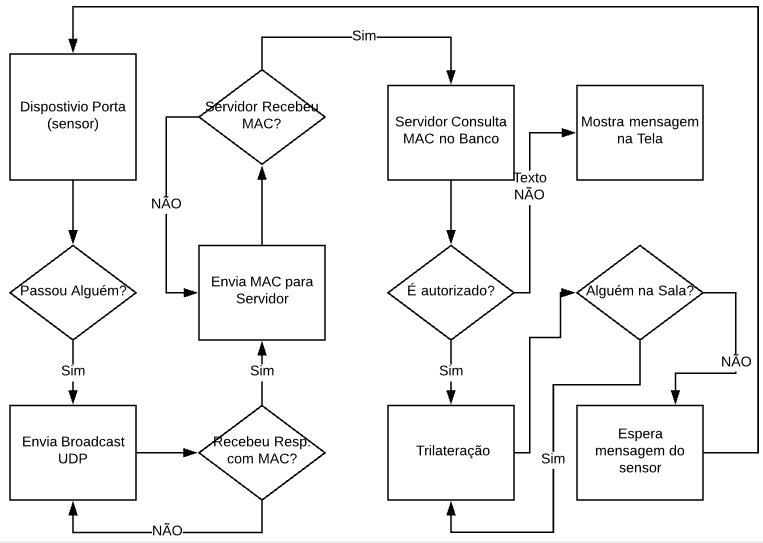 Sim
Dispostivio Porta
(sensor)
Servidor Recebeu
MAC?
Servidor Consulta
MAC no Banco
Mostra mensagem
na Tela
Texto
NÃO
NÃO
Passou Alguém?
Envia MAC para
Servidor
É autorizado?
Alguém na Sala?
NÃO
Sim
Sim
Sim
Envia Broadcast
UDP
Recebeu Resp.
com MAC?
Trilateração
Sim
Espera
mensagem do
sensor
NÃO